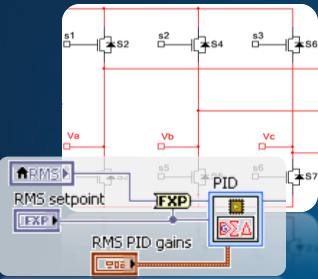 s1 S2 s2 S4 s3 S6
Va Vb Vc
s5 s6 S7
RMS PID
RMS setpoint FXP
FXP
RMS PID gains